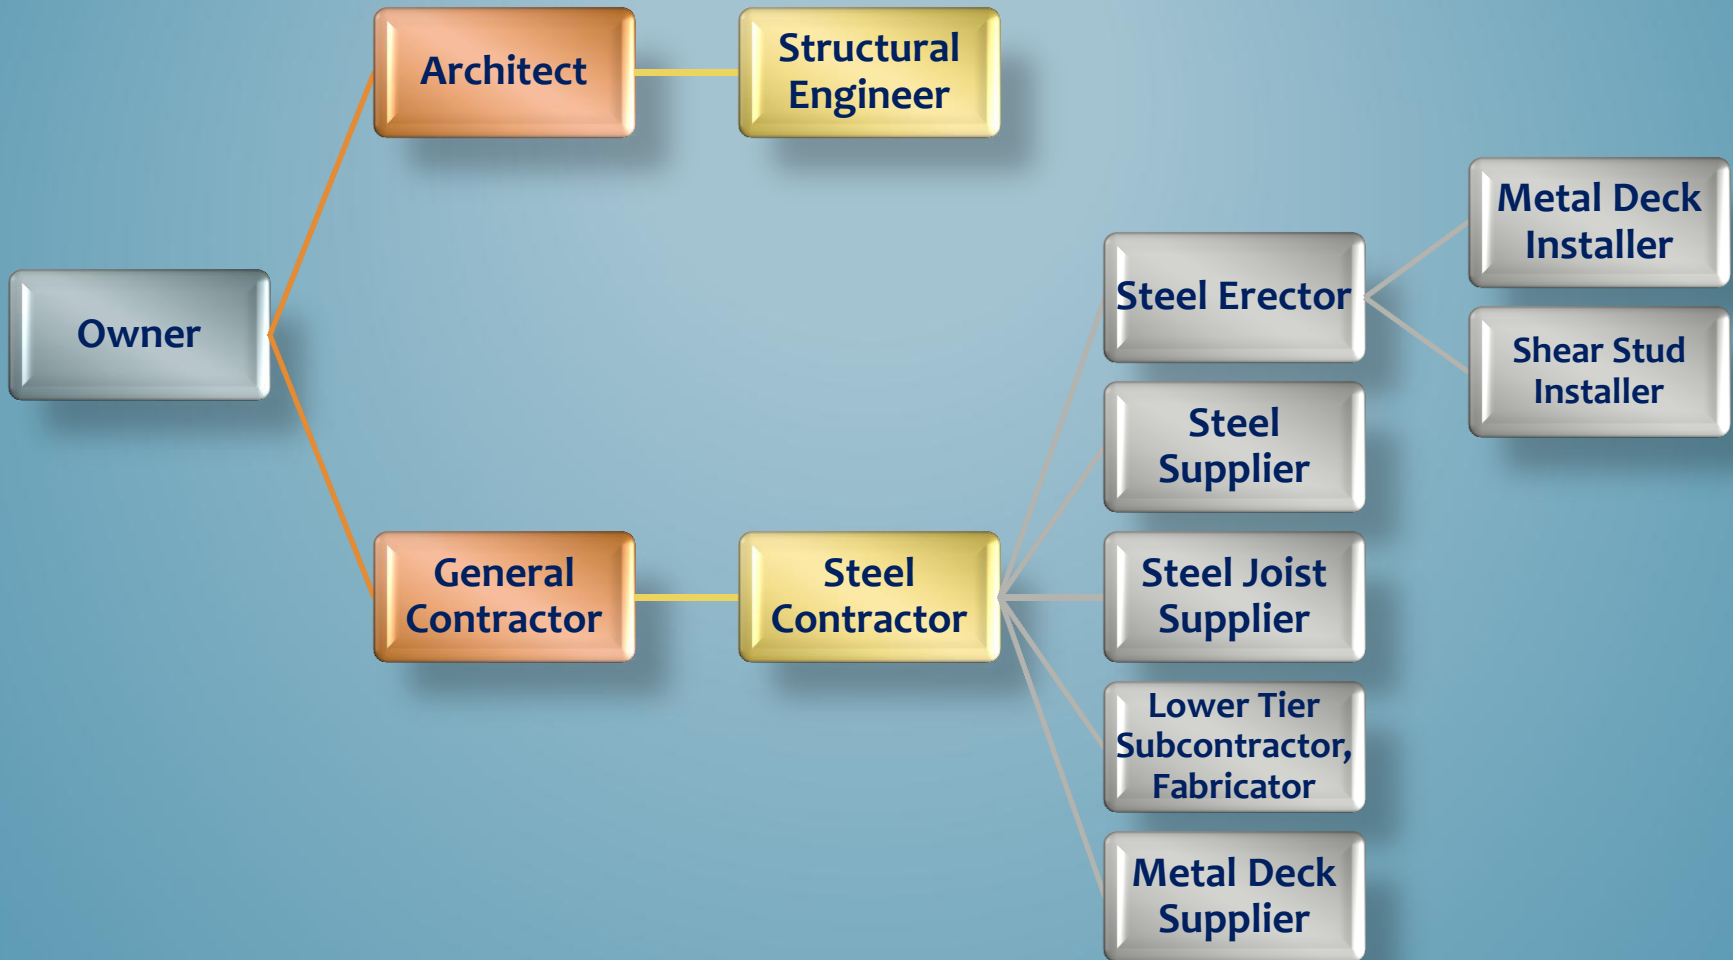 Architect
Structural
Engineer
Owner
General
Contractor
Steel
Contractor
Steel Erector
Steel
Supplier
Steel Joist
Supplier
Lower Tier
Subcontractor,
Fabricator
Metal Deck
Supplier
Metal Deck
Installer
Shear Stud
Installer